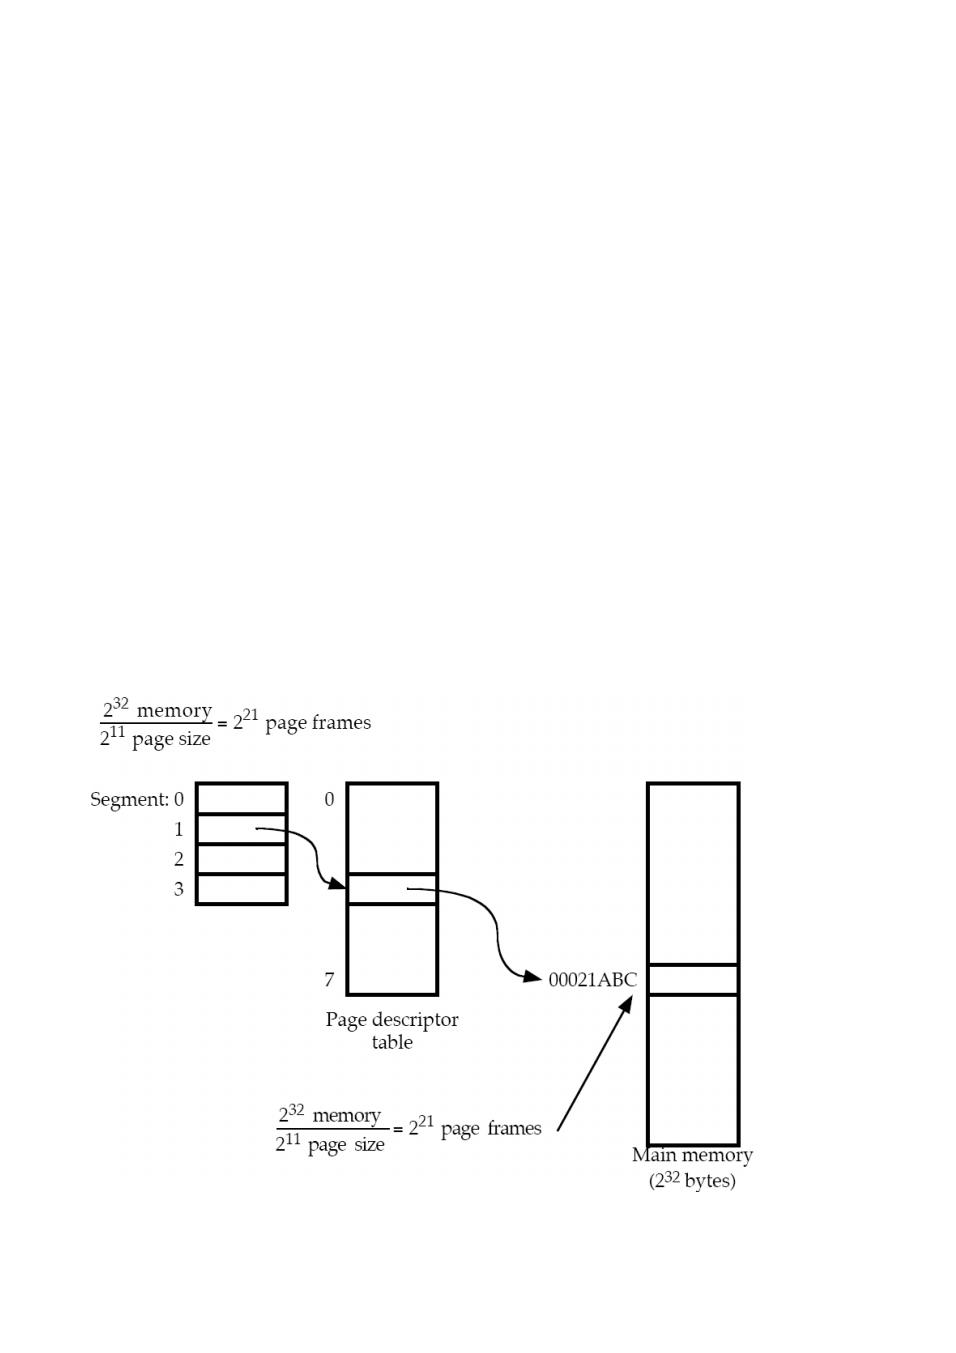 2^32 memory
2^11 page size
= 2^21 page frames
Segment: 0
1
2
3
0
7
Page descriptor
table
00021ABC
2^32 memory
2^11 page size
= 2^21 page frames
Main memory
(2^32 bytes)